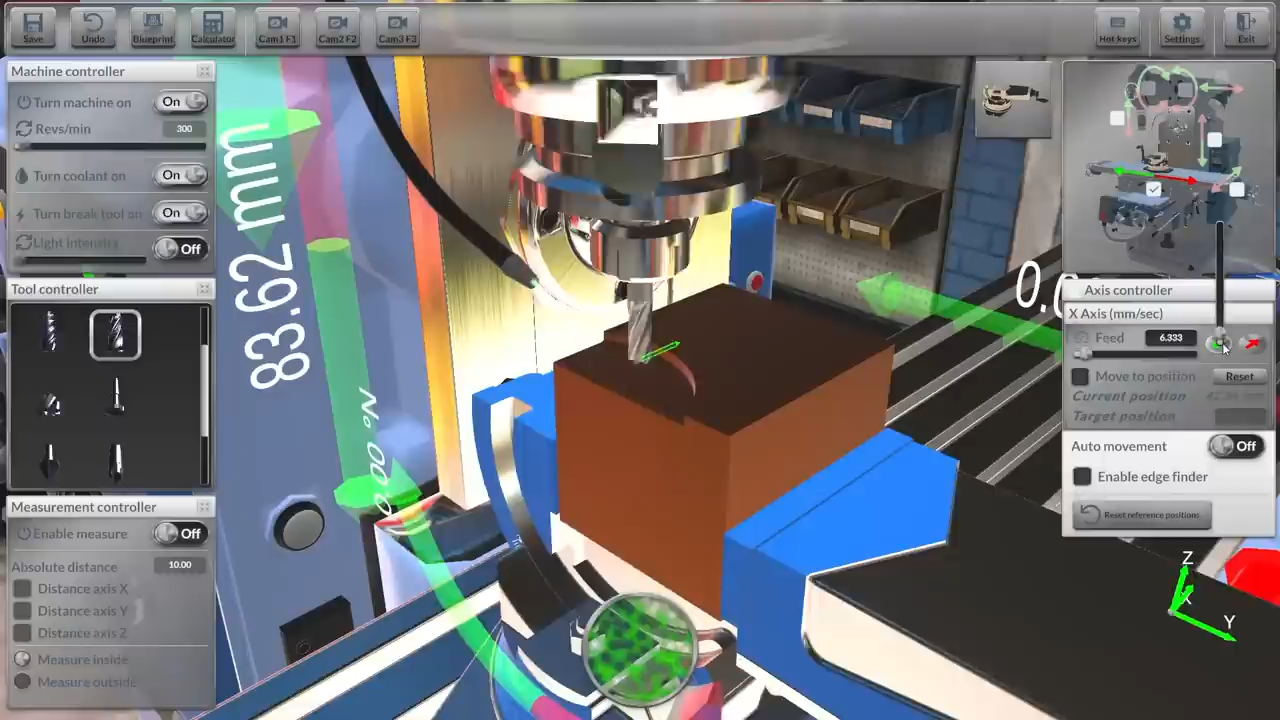 Save
Undo
Blueprint
Calculator
Cam1 F1
Cam2 F2
Cam3 F3
Hot keys
Settings
Exit
Machine controller
Turn machine on
On
Revs/min
300
Turn coolant on
On
Turn break tool on
On
Light intensity
Off
Tool controller
Measurement controller
Enable measure
Off
Absolute distance
10.00
Distance axis X
Distance axis Y
Distance axis Z
Measure inside
Measure outside
83.62 mm
Axis controller
X Axis (mm/sec)
Feed
6.333
Move to position
Reset
Current position
Target position
Auto movement
Off
Enable edge finder
Reset reference positions
Z
X
Y